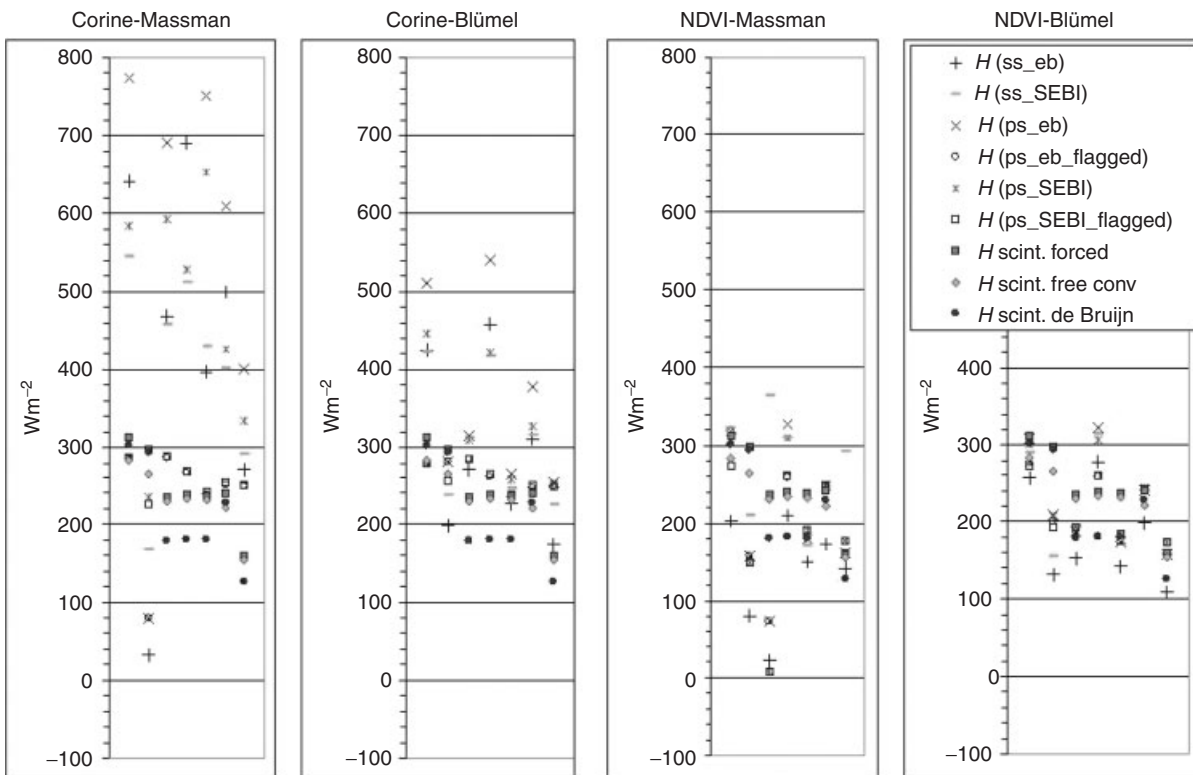 Corine-Massman
Corine-Blümel
NDVI-Massman
NDVI-Blümel
800
700
600
500
400
300
200
100
0
−100
Wm⁻²
800
700
600
500
400
300
200
100
0
−100
Wm⁻²
800
700
600
500
400
300
200
100
0
−100
Wm⁻²
H (ss_eb)
H (ss_SEBI)
H (ps_eb)
H (ps_eb_flagged)
H (ps_SEBI)
H (ps_SEBI_flagged)
H scint. forced
H scint. free conv
H scint. de Bruijn
400
300
200
100
0
−100
Wm⁻²